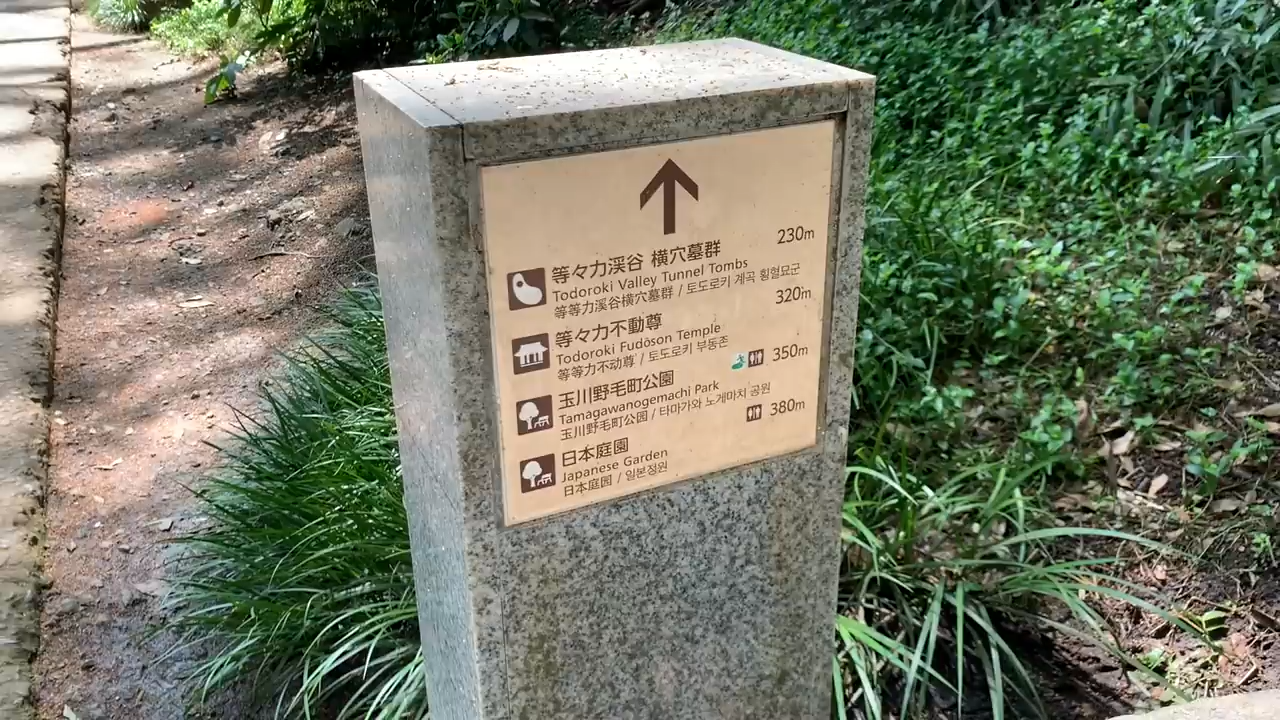 等々力渓谷 横穴墓群 230m
Todoroki Valley Tunnel Tombs
等等力溪谷横穴墓群 / 토도로키 계곡 횡혈묘군
等々力不動尊 320m
Todoroki Fudōson Temple
等等力不动尊 / 토도로키 부동존
玉川野毛町公園 350m
Tamagawanogemachi Park
玉川野毛町公园 / 타마가와 노게마치 공원
日本庭園 380m
Japanese Garden
日本庭园 / 일본정원